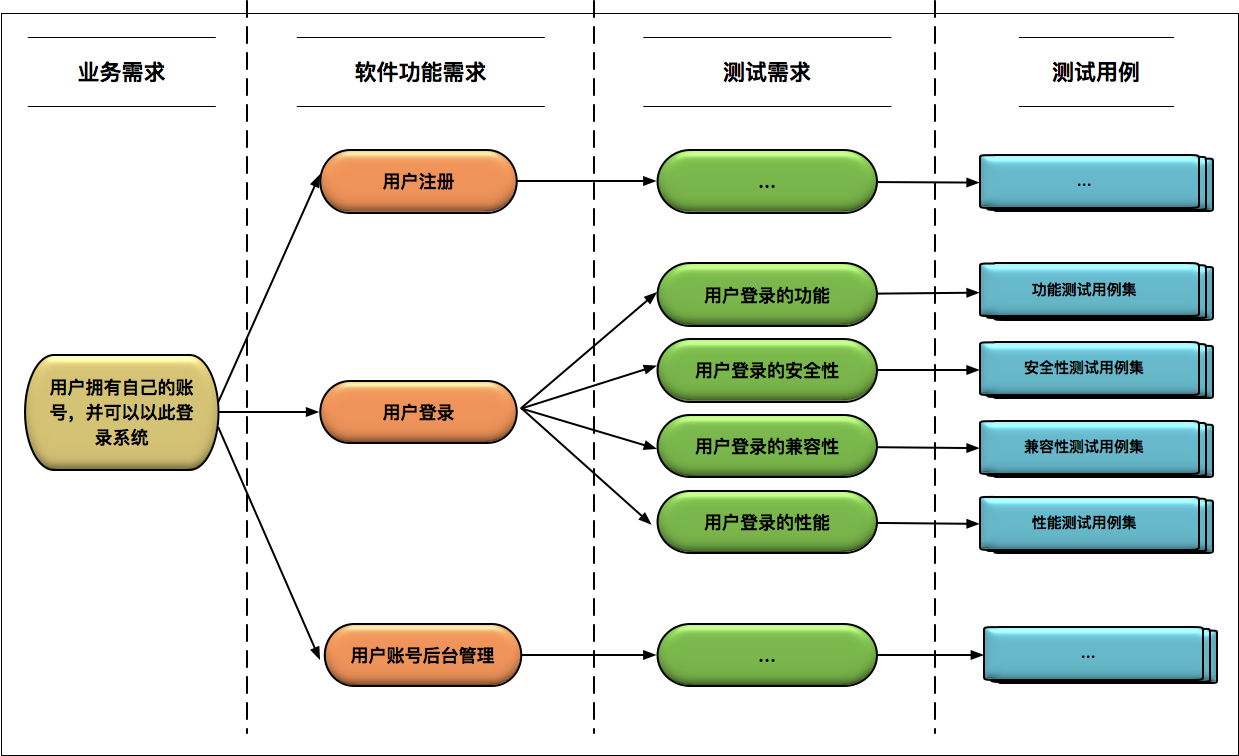 业务需求
软件功能需求
测试需求
测试用例
用户注册
...
...
用户拥有自己的账
号，并可以以此登
录系统
用户登录
用户登录的功能
功能测试用例集
用户登录的安全性
安全性测试用例集
用户登录的兼容性
兼容性测试用例集
用户登录的性能
性能测试用例集
用户账号后台管理
...
...